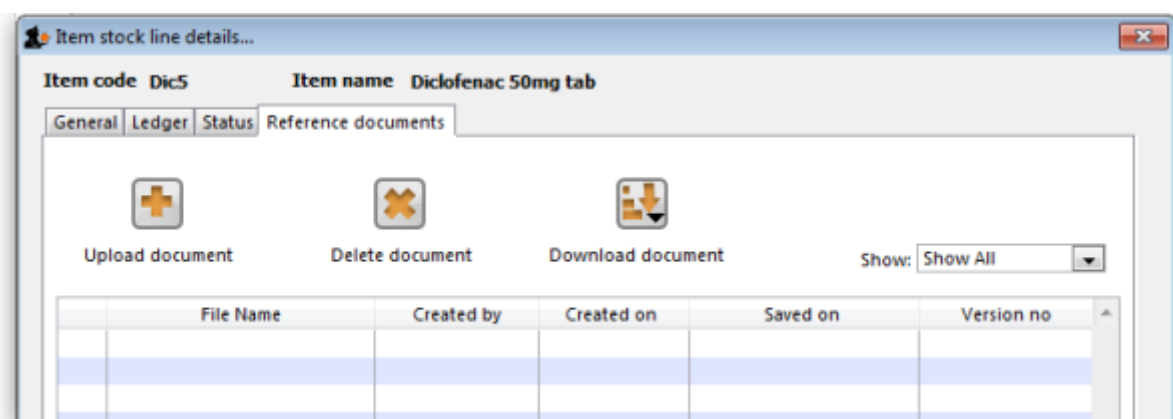 Item stock line details...
Item code Dic5 Item name Diclofenac 50mg tab
General Ledger Status Reference documents
Upload document Delete document Download document
Show: Show All
File Name Created by Created on Saved on Version no